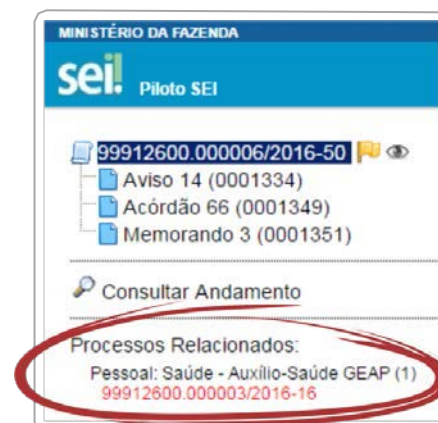 MINISTÉRIO DA FAZENDA
sei! Piloto SEI
99912600.000006/2016-50
Aviso 14 (0001334)
Acórdão 66 (0001349)
Memorando 3 (0001351)
Consultar Andamento
Processos Relacionados:
Pessoal: Saúde - Auxílio-Saúde GEAP (1)
99912600.000003/2016-16